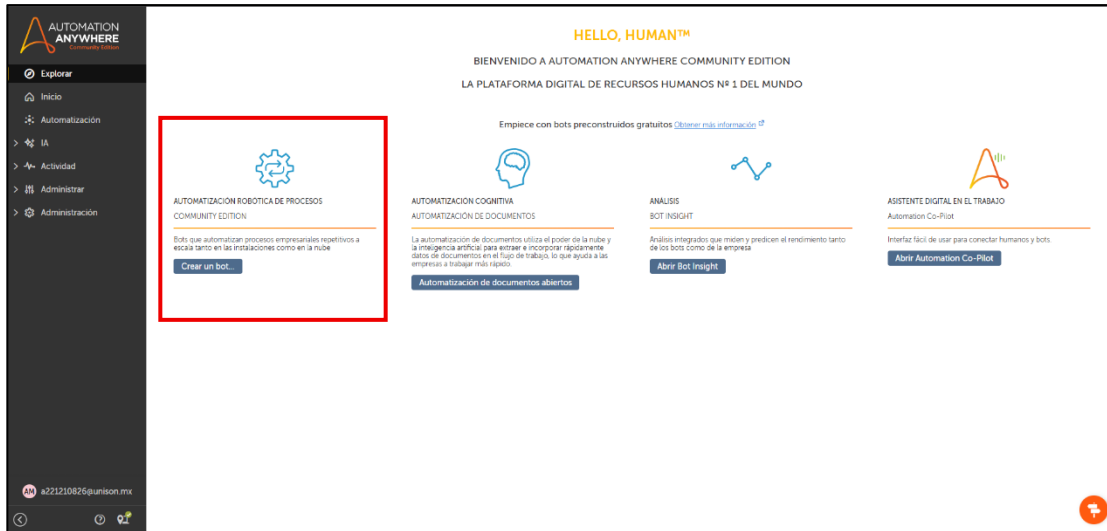 AUTOMATION
ANYWHERE
Community Edition
Explorar
Inicio
Automatización
IA
Actividad
Administrar
Administración
AM a221210826@unison.mx
HELLO, HUMAN™
BIENVENIDO A AUTOMATION ANYWHERE COMMUNITY EDITION
LA PLATAFORMA DIGITAL DE RECURSOS HUMANOS Nº 1 DEL MUNDO
Empiece con bots preconstruidos gratuitos Obtener más información
AUTOMATIZACIÓN ROBÓTICA DE PROCESOS
COMMUNITY EDITION
Bots que automatizan procesos empresariales repetitivos a
escala tanto en las instalaciones como en la nube
Crear un bot...
AUTOMATIZACIÓN COGNITIVA
AUTOMATIZACIÓN DE DOCUMENTOS
La automatización de documentos utiliza el poder de la nube y
la inteligencia artificial para extraer e incorporar rápidamente
datos de documentos en el flujo de trabajo, lo que ayuda a las
empresas a trabajar más rápido.
Automatización de documentos abiertos
ANÁLISIS
BOT INSIGHT
Análisis integrados que miden y predicen el rendimiento tanto
de los bots como de la empresa
Abrir Bot Insight
ASISTENTE DIGITAL EN EL TRABAJO
Automation Co-Pilot
Interfaz fácil de usar para conectar humanos y bots
Abrir Automation Co-Pilot